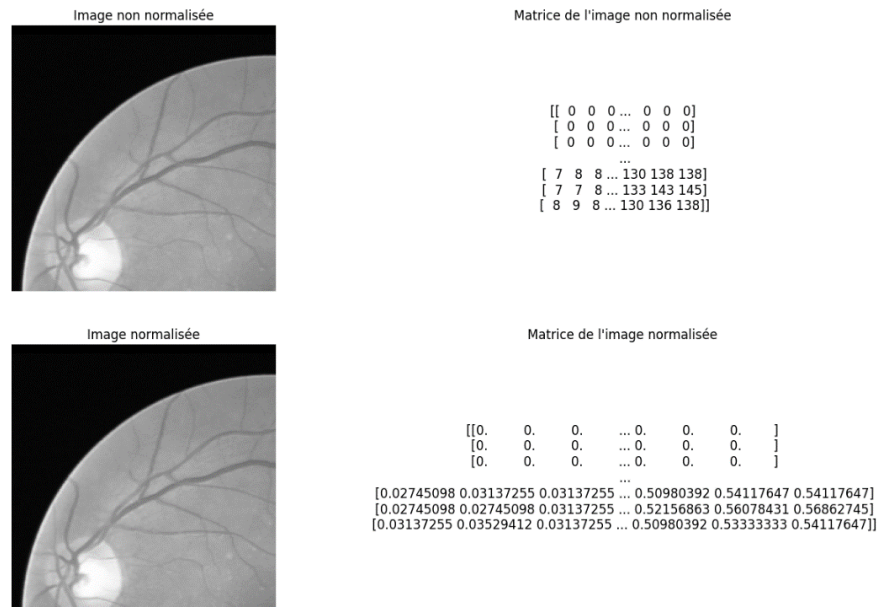 Image non normalisée
Matrice de l'image non normalisée
[[ 0 0 0 ... 0 0 0]
[ 0 0 0 ... 0 0 0]
[ 0 0 0 ... 0 0 0]
...
[ 7 8 8 ... 130 138 138]
[ 7 7 8 ... 133 143 145]
[ 8 9 8 ... 130 136 138]]
Image normalisée
Matrice de l'image normalisée
[[0. 0. 0. ... 0. 0. 0. ]
[0. 0. 0. ... 0. 0. 0. ]
[0. 0. 0. ... 0. 0. 0. ]
...
[0.02745098 0.03137255 0.03137255 ... 0.50980392 0.54117647 0.54117647]
[0.02745098 0.02745098 0.03137255 ... 0.52156863 0.56078431 0.56862745]
[0.03137255 0.03529412 0.03137255 ... 0.50980392 0.53333333 0.54117647]]